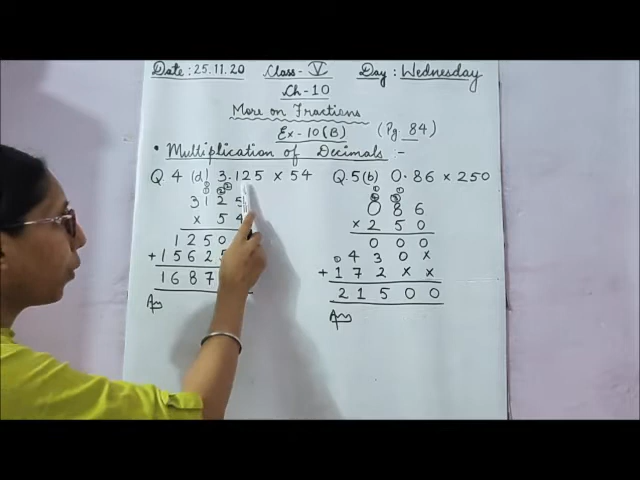 Date: 25.11.20 Class- V Day: Wednesday
Ch-10
More on Fractions
Ex-10(B) (Pg. 84)
• Multiplication of Decimals :-
Q.4 (d) 3.125 × 54 Q.5(b) 0.86 × 250
3 1 2 5 0 8 6
× 5 4 × 2 5 0
1 2 5 0 0 0 0
+ 1 5 6 2 5 0 4 3 0 ×
+ 1 7 2 × ×
1 6 8 7 2 1 5 0 0
Ans Ans